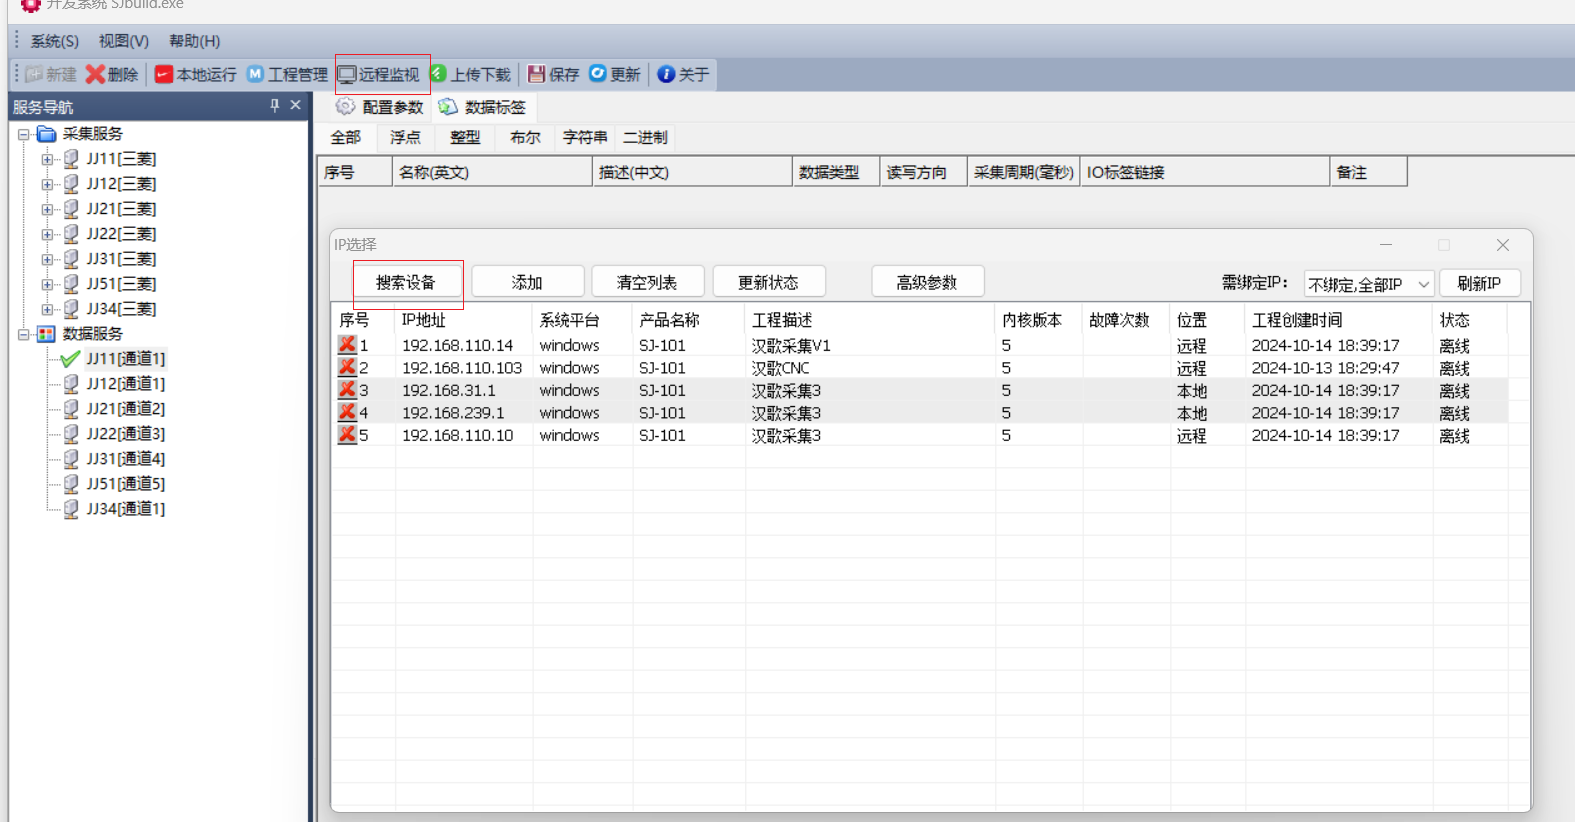 开发系统 SJbuild.exe
系统(S) 视图(V) 帮助(H)
新建 删除 本地运行 工程管理 远程监视 上传下载 保存 更新 关于
服务导航
采集服务
JJ11[三菱]
JJ12[三菱]
JJ21[三菱]
JJ22[三菱]
JJ31[三菱]
JJ51[三菱]
JJ34[三菱]
数据服务
JJ11[通道1]
JJ12[通道1]
JJ21[通道2]
JJ22[通道3]
JJ31[通道4]
JJ51[通道5]
JJ34[通道1]
配置参数 数据标签
全部 浮点 整型 布尔 字符串 二进制
序号 名称(英文) 描述(中文) 数据类型 读写方向 采集周期(毫秒) IO标签链接 备注
IP选择
搜索设备 添加 清空列表 更新状态 高级参数 需绑定IP: 不绑定,全部IP 刷新IP
序号 IP地址 系统平台 产品名称 工程描述 内核版本 故障次数 位置 工程创建时间 状态
1 192.168.110.14 windows SJ-101 汉歌采集V1 5 远程 2024-10-14 18:39:17 离线
2 192.168.110.103 windows SJ-101 汉歌CNC 5 远程 2024-10-13 18:29:47 离线
3 192.168.31.1 windows SJ-101 汉歌采集3 5 本地 2024-10-14 18:39:17 离线
4 192.168.239.1 windows SJ-101 汉歌采集3 5 本地 2024-10-14 18:39:17 离线
5 192.168.110.10 windows SJ-101 汉歌采集3 5 远程 2024-10-14 18:39:17 离线